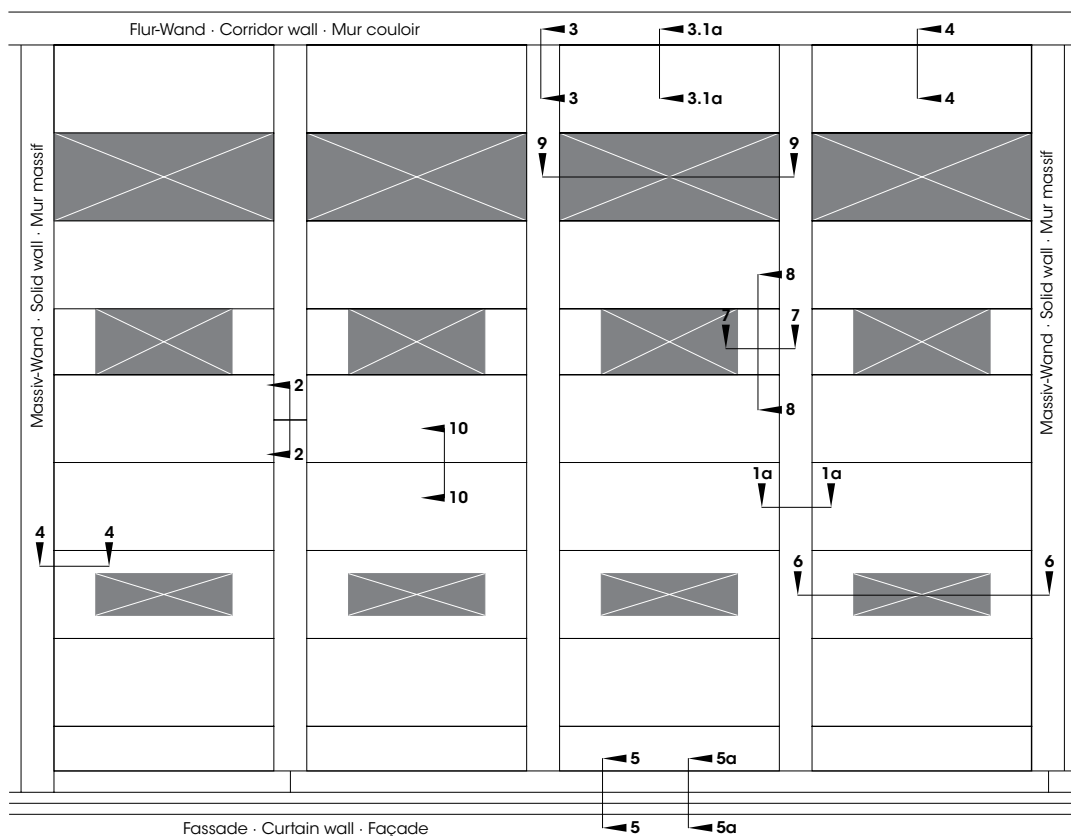 Flur-Wand · Corridor wall · Mur couloir
3
3.1a
4
3
3.1a
4
9
9
Massiv-Wand · Solid wall · Mur massif
Massiv-Wand · Solid wall · Mur massif
8
7
7
2
8
10
2
1a
1a
10
4
4
6
6
5
5a
5
5a
Fassade · Curtain wall · Façade